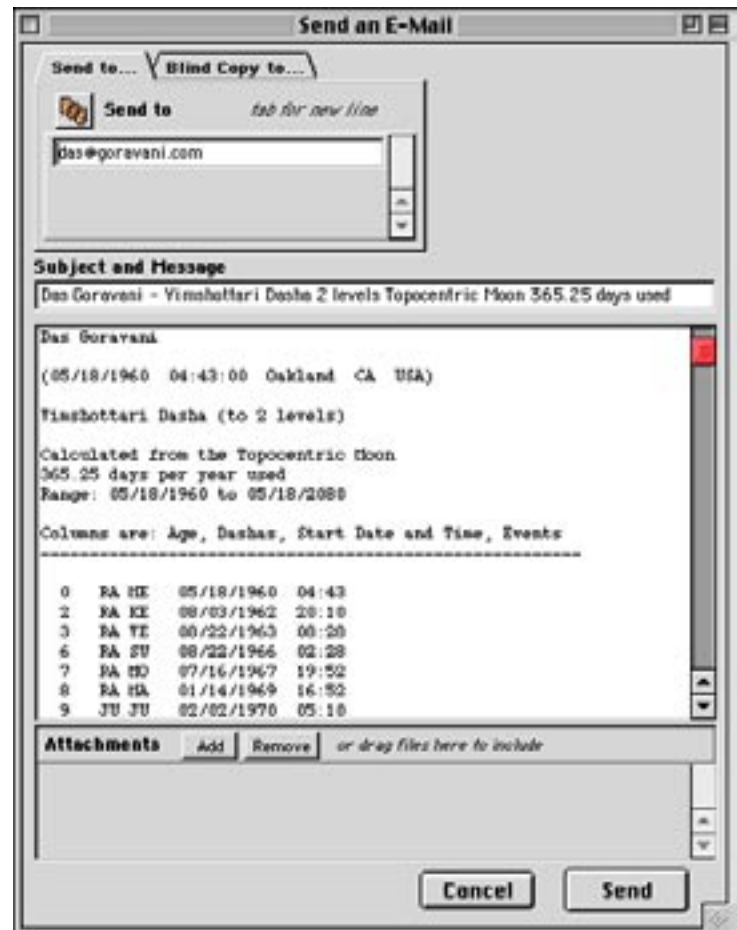 Send an E-Mail
Send to... Blind Copy to...
Send to tab for new line
das@goravani.com
Subject and Message
Das Goravani - Vimshottari Dasha 2 levels Topocentric Moon 365.25 days used
Das Goravani
(05/18/1960 04:43:00 Oakland CA USA)
Vimshottari Dasha (to 2 levels)
Calculated from the Topocentric Moon
365.25 days per year used
Range: 05/18/1960 to 05/18/2080
Columns are: Age, Dashas, Start Date and Time, Events
------------------------------------------------------------
0 RA ME 05/18/1960 04:43
2 RA KE 08/03/1962 20:10
3 RA VE 08/22/1963 08:28
6 RA SU 08/22/1966 02:28
7 RA MO 07/16/1967 19:52
8 RA MA 01/14/1969 16:52
9 JU JU 02/02/1970 05:10
Attachments Add Remove or drag files here to include
Cancel Send